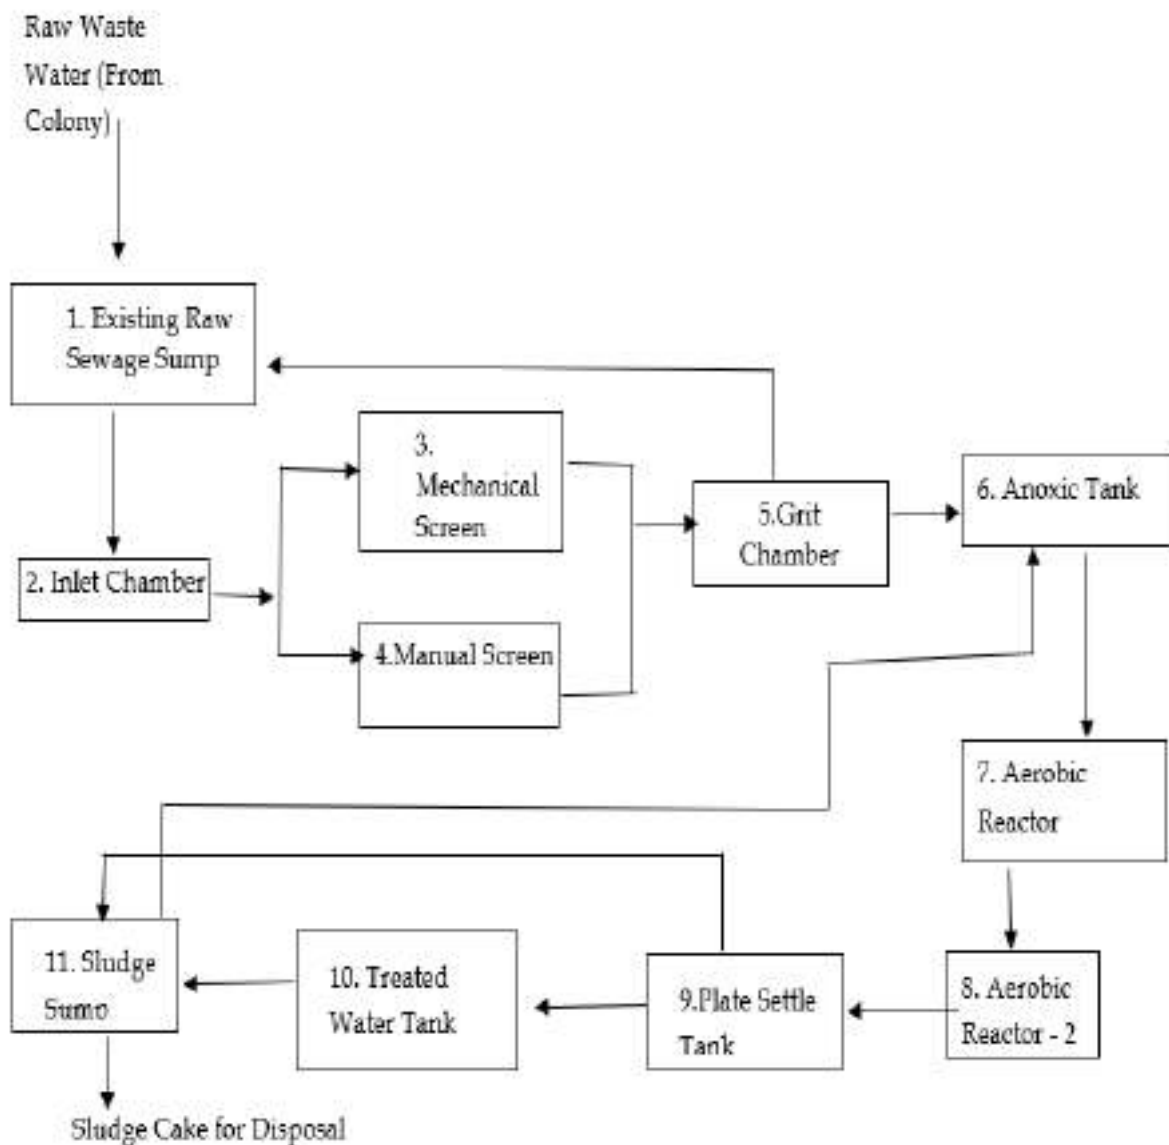 Raw Waste
Water (From
Colony)
1. Existing Raw
Sewage Sump
3.
Mechanical
Screen
6. Anoxic Tank
5.Grit
Chamber
2. Inlet Chamber
4.Manual Screen
7. Aerobic
Reactor
11. Sludge
Sumo
10. Treated
Water Tank
9.Plate Settle
Tank
8. Aerobic
Reactor - 2
Sludge Cake for Disposal